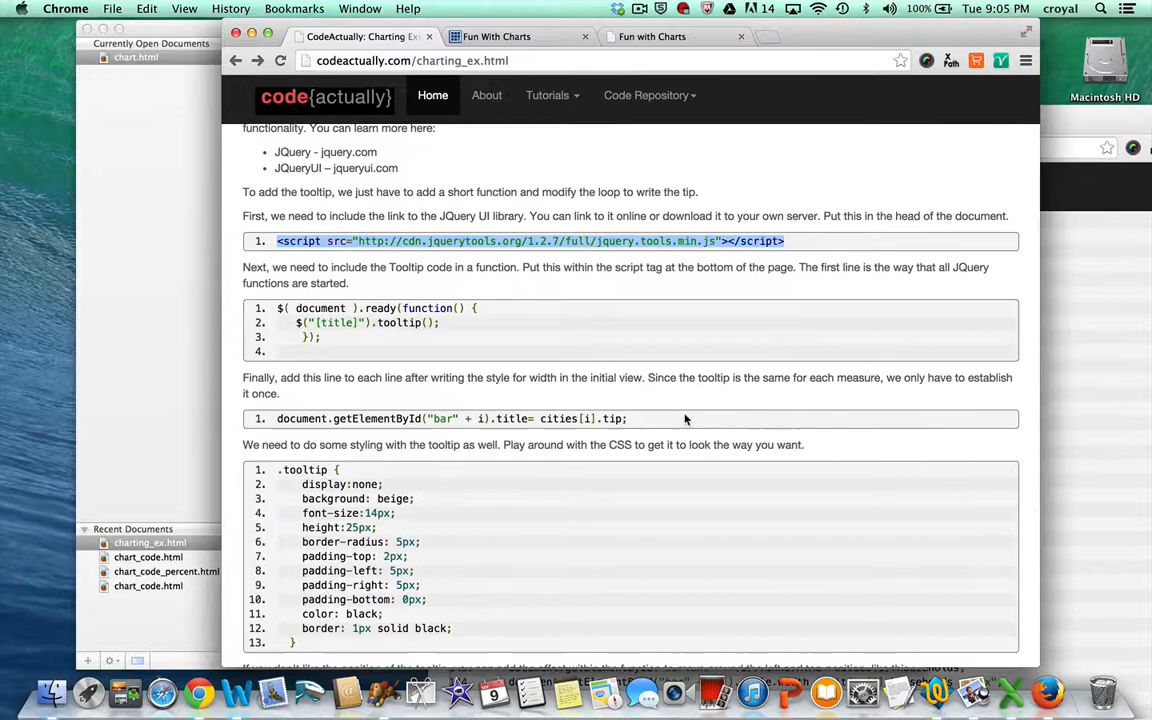 Chrome File Edit View History Bookmarks Window Help 14 100% Tue 9:05 PM croyal
Currently Open Documents
chart.html
CodeActually: Charting Ex Fun With Charts Fun with Charts
codeactually.com/charting_ex.html
X Path
Macintosh HD
code{actually} Home About Tutorials Code Repository
functionality. You can learn more here:
JQuery - jquery.com
JQueryUI – jqueryui.com
To add the tooltip, we just have to add a short function and modify the loop to write the tip.
First, we need to include the link to the JQuery UI library. You can link to it online or download it to your own server. Put this in the head of the document.
1. <script src="http://cdn.jquerytools.org/1.2.7/full/jquery.tools.min.js"></script>
Next, we need to include the Tooltip code in a function. Put this within the script tag at the bottom of the page. The first line is the way that all JQuery
functions are started.
1. $( document ).ready(function() {
2. $("[title]").tooltip();
3. });
4.
Finally, add this line to each line after writing the style for width in the initial view. Since the tooltip is the same for each measure, we only have to establish
it once.
1. document.getElementById("bar" + i).title= cities[i].tip;
We need to do some styling with the tooltip as well. Play around with the CSS to get it to look the way you want.
1. .tooltip {
2. display:none;
3. background: beige;
4. font-size:14px;
5. height:25px;
6. border-radius: 5px;
7. padding-top: 2px;
8. padding-left: 5px;
9. padding-right: 5px;
10. padding-bottom: 0px;
11. color: black;
12. border: 1px solid black;
13. }
Recent Documents
charting_ex.html
chart_code.html
chart_code_percent.html
chart_code.html